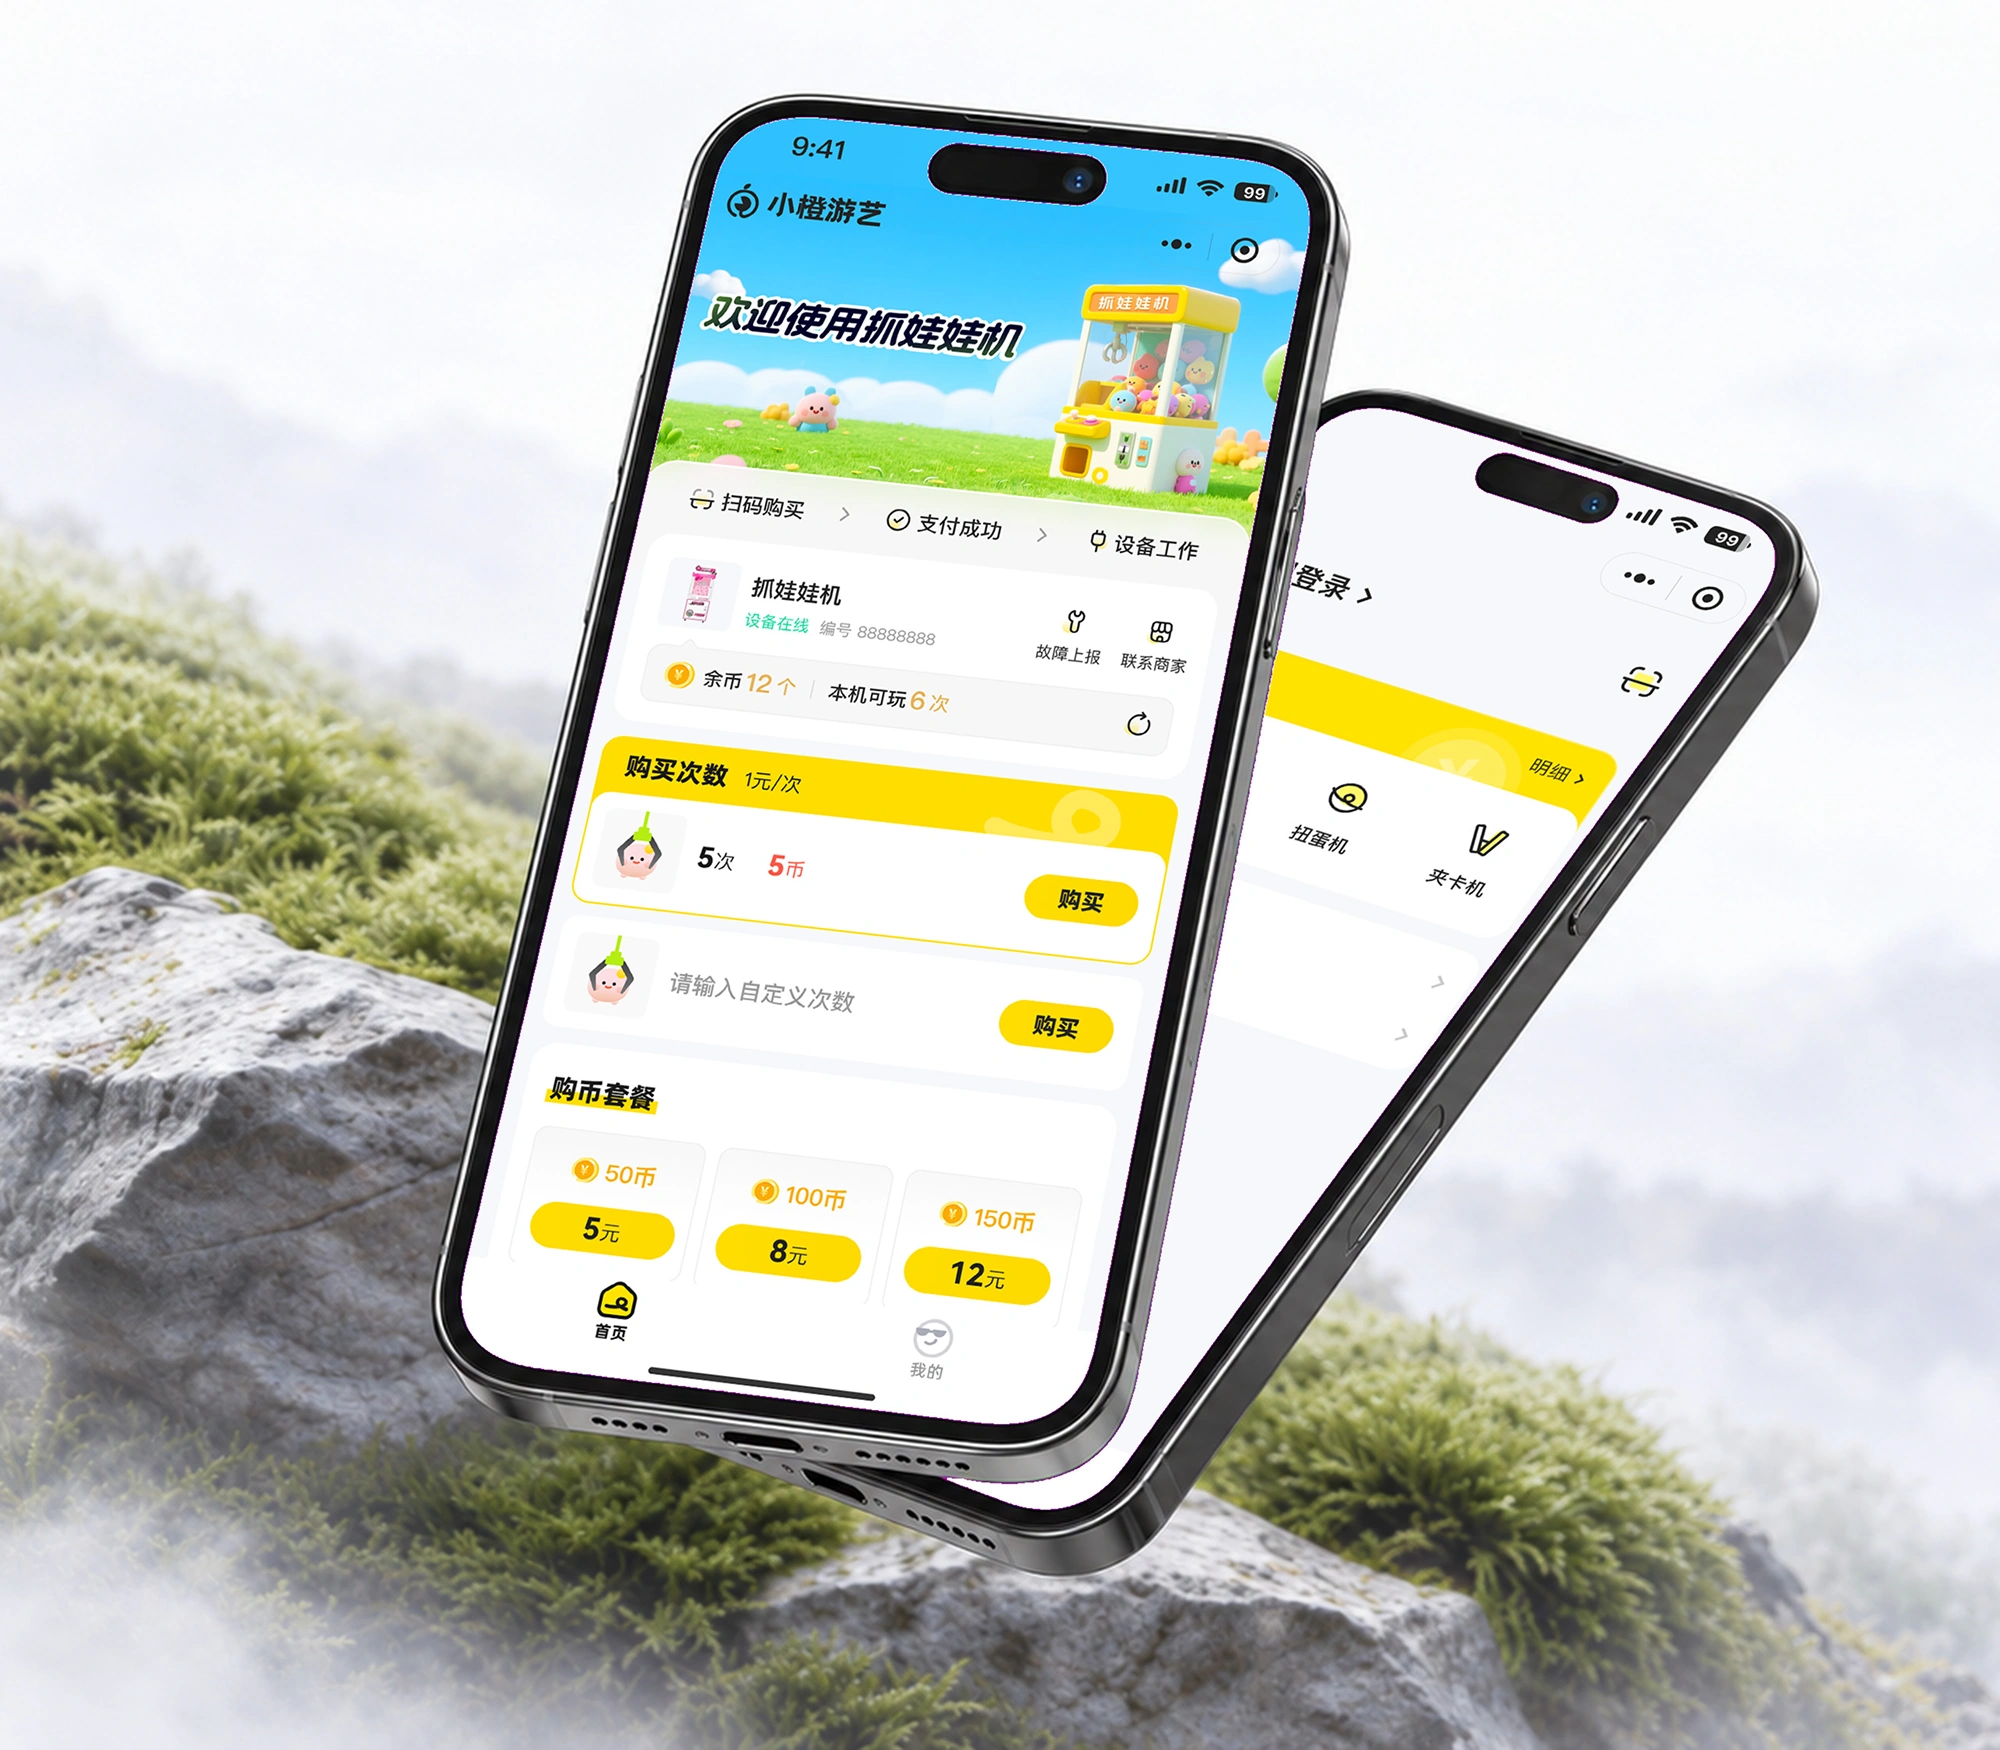 9:41
99
小橙游艺
欢迎使用抓娃娃机
抓娃娃机
扫码购买
支付成功
设备工作
抓娃娃机
设备在线 编号 88888888
故障上报
联系商家
余币12个
本机可玩6次
购买次数 1元/次
5次 5币
购买
请输入自定义次数
购买
购币套餐
50币
100币
150币
5元
8元
12元
首页
我的
99
登录
明细
扭蛋机
夹卡机